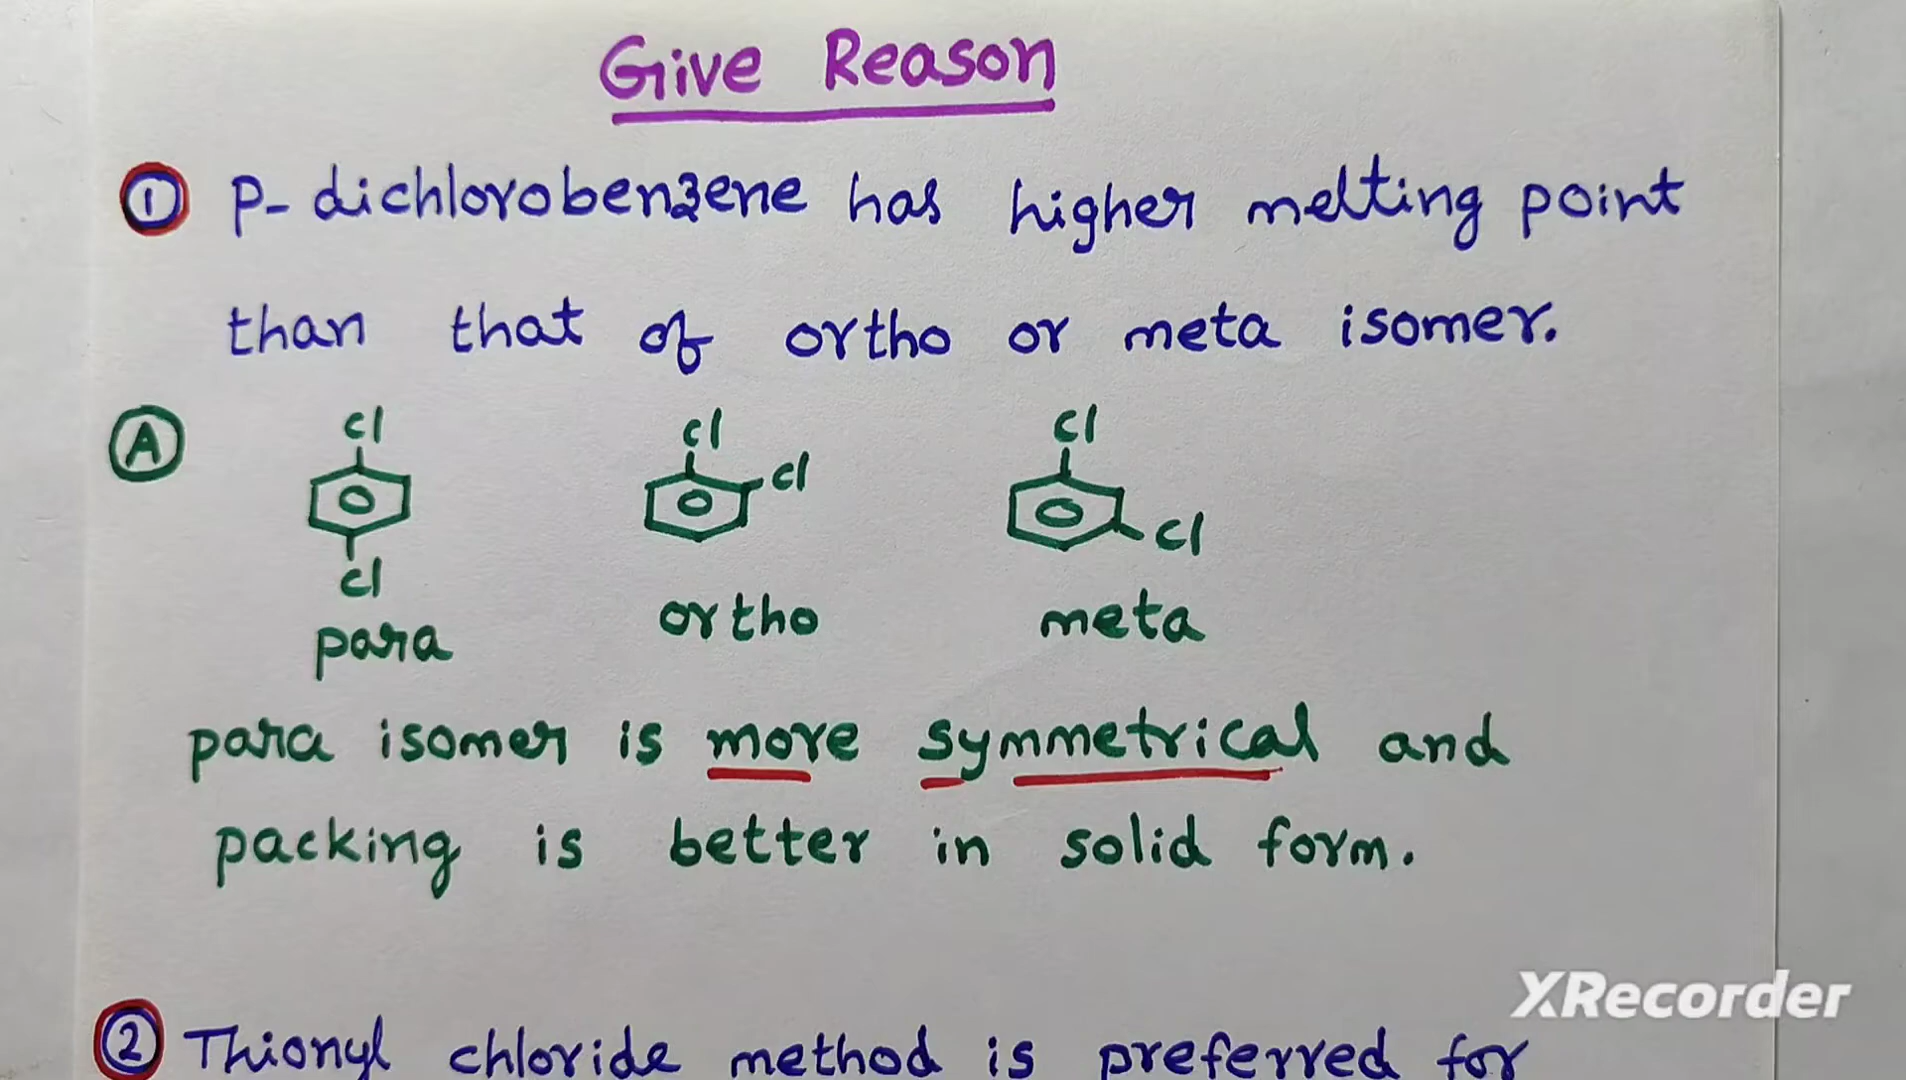 Give Reason
① P- dichlorobenzene has higher melting point
than that of ortho or meta isomer.
Ⓐ
cl cl cl
cl
cl
cl
para ortho meta
para isomer is more symmetrical and
packing is better in solid form.
XRecorder
② Thionyl chloride method is preferred for